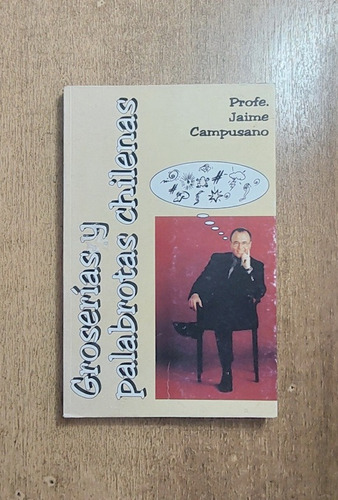 Groserías y
palabrotas chilenas
Profe.
Jaime
Campusano